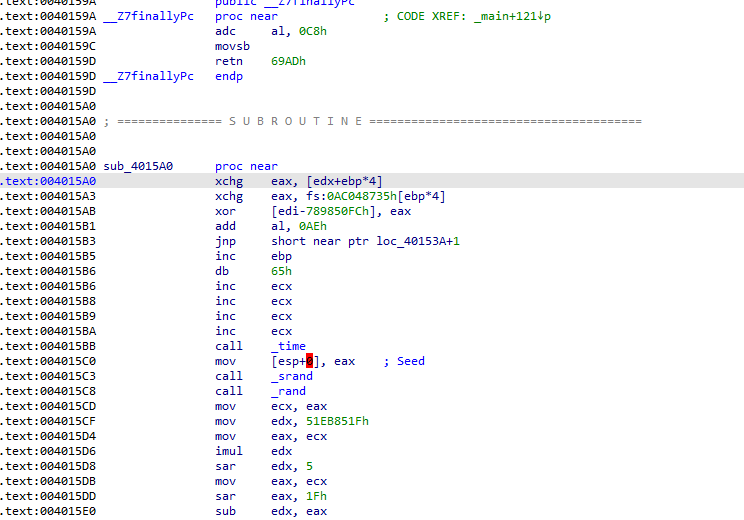 .text:0040159A public __Z7finallyPc
.text:0040159A __Z7finallyPc proc near ; CODE XREF: _main+121↓p
.text:0040159A adc al, 0C8h
.text:0040159C movsb
.text:0040159D retn 69ADh
.text:0040159D __Z7finallyPc endp
.text:0040159D
.text:004015A0
.text:004015A0 ; =============== S U B R O U T I N E =======================================
.text:004015A0
.text:004015A0
.text:004015A0 sub_4015A0 proc near
.text:004015A0 xchg eax, [edx+ebp*4]
.text:004015A3 xchg eax, fs:0AC048735h[ebp*4]
.text:004015AB xor [edi-789850FCh], eax
.text:004015B1 add al, 0AEh
.text:004015B3 jnp short near ptr loc_40153A+1
.text:004015B5 inc ebp
.text:004015B6 db 65h
.text:004015B6 inc ecx
.text:004015B8 inc ecx
.text:004015B9 inc ecx
.text:004015BA inc ecx
.text:004015BB call _time
.text:004015C0 mov [esp+0], eax ; Seed
.text:004015C3 call _srand
.text:004015C8 call _rand
.text:004015CD mov ecx, eax
.text:004015CF mov edx, 51EB851Fh
.text:004015D4 mov eax, ecx
.text:004015D6 imul edx
.text:004015D8 sar edx, 5
.text:004015DB mov eax, ecx
.text:004015DD sar eax, 1Fh
.text:004015E0 sub edx, eax